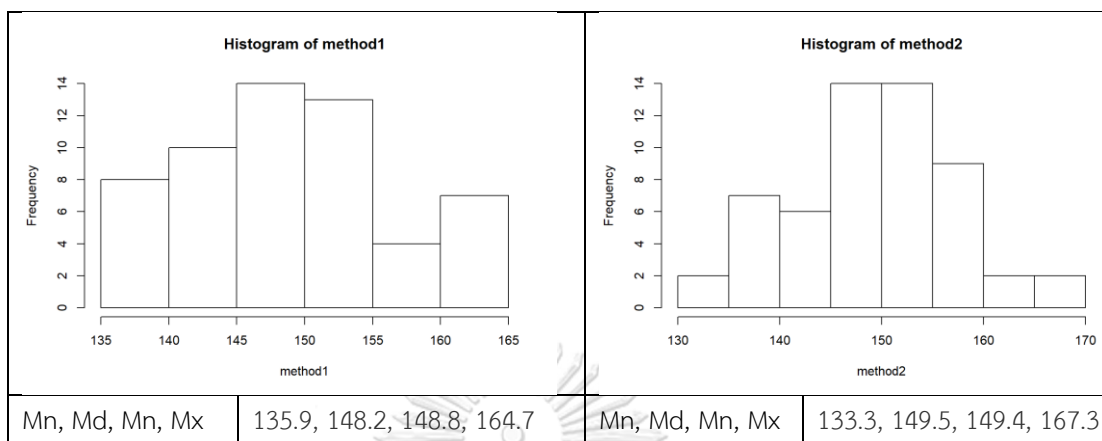 Histogram of method1
Frequency
14
12
10
8
6
4
2
0
135 140 145 150 155 160 165
method1
Histogram of method2
Frequency
14
12
10
8
6
4
2
0
130 140 150 160 170
method2
Mn, Md, Mn, Mx 135.9, 148.2, 148.8, 164.7 Mn, Md, Mn, Mx 133.3, 149.5, 149.4, 167.3